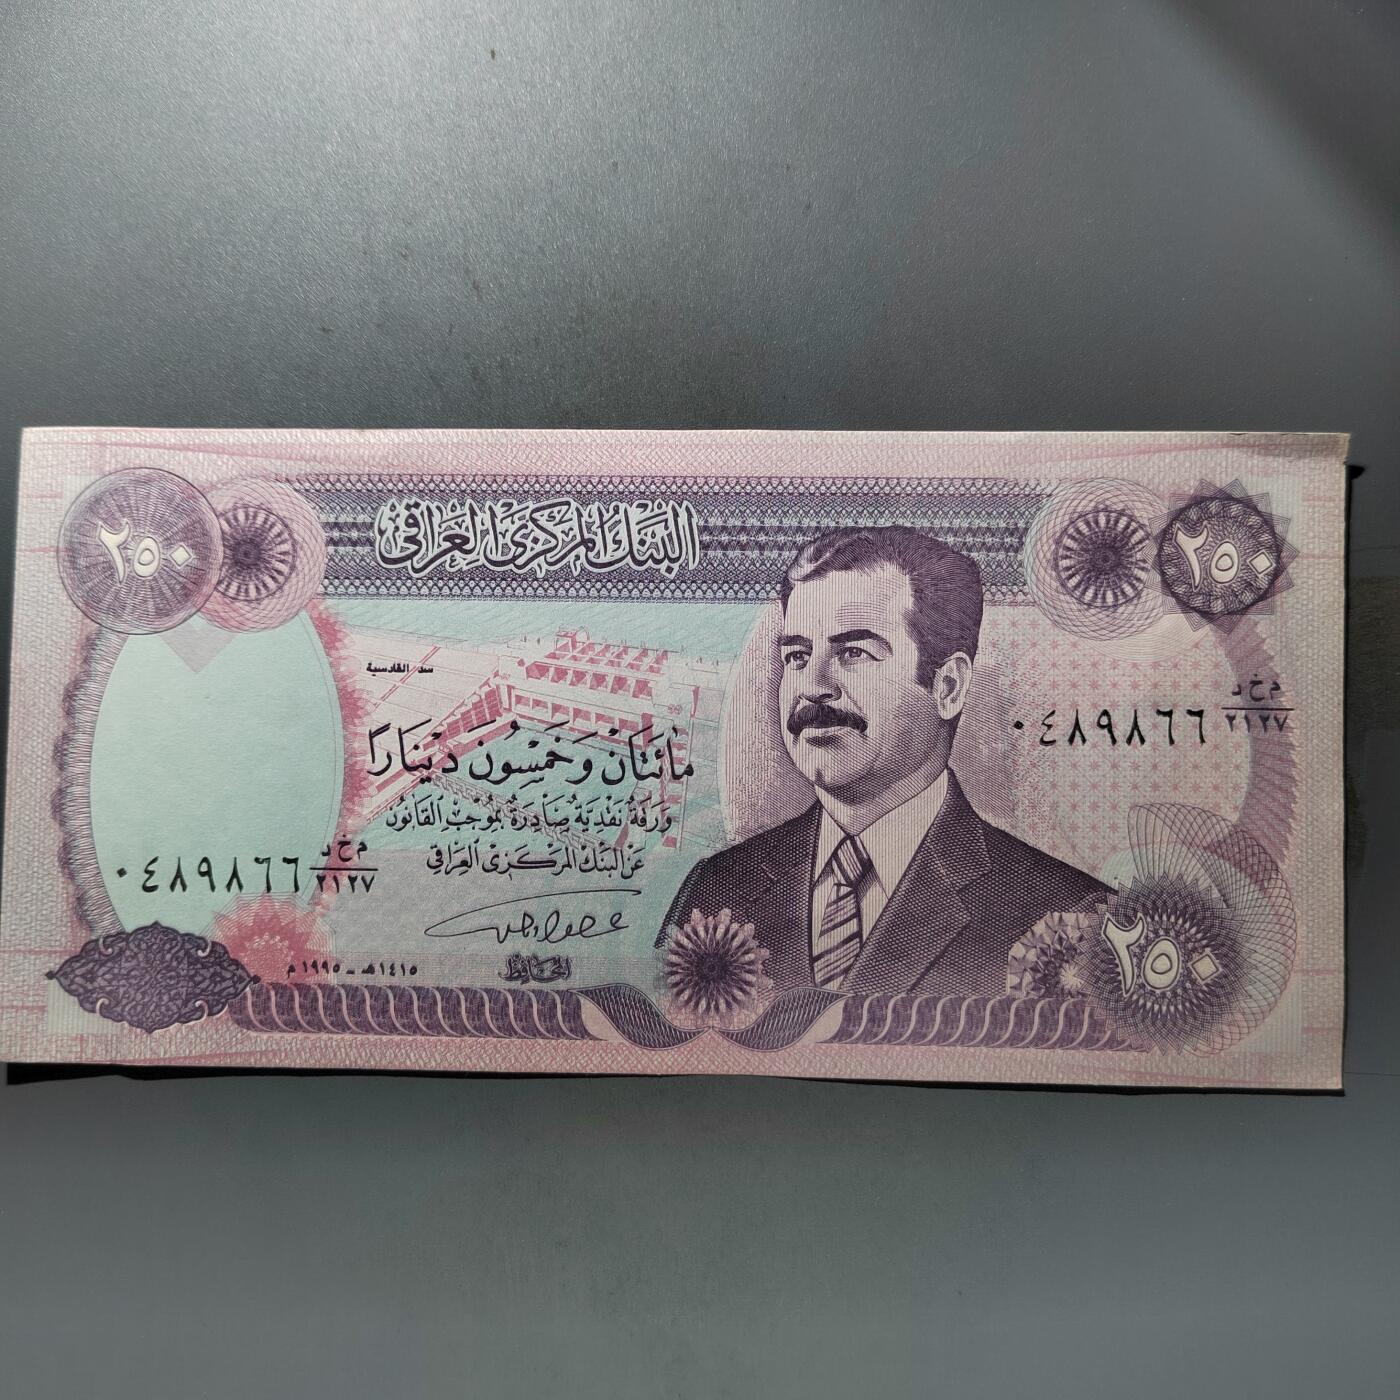 البنك المركزي العراقي
٢٥٠
٢٥٠
سد القادسية
م خ د
٢١٢٧
٠٤٨٩٨٦٦
مائتان وخمسون دينارا
ورقة نقدية صادرة بموجب القانون
عن البنك المركزي العراقي
م خ د
٢١٢٧
٠٤٨٩٨٦٦
المحافظ
١٤١٥هـ - ١٩٩٥م
٢٥٠